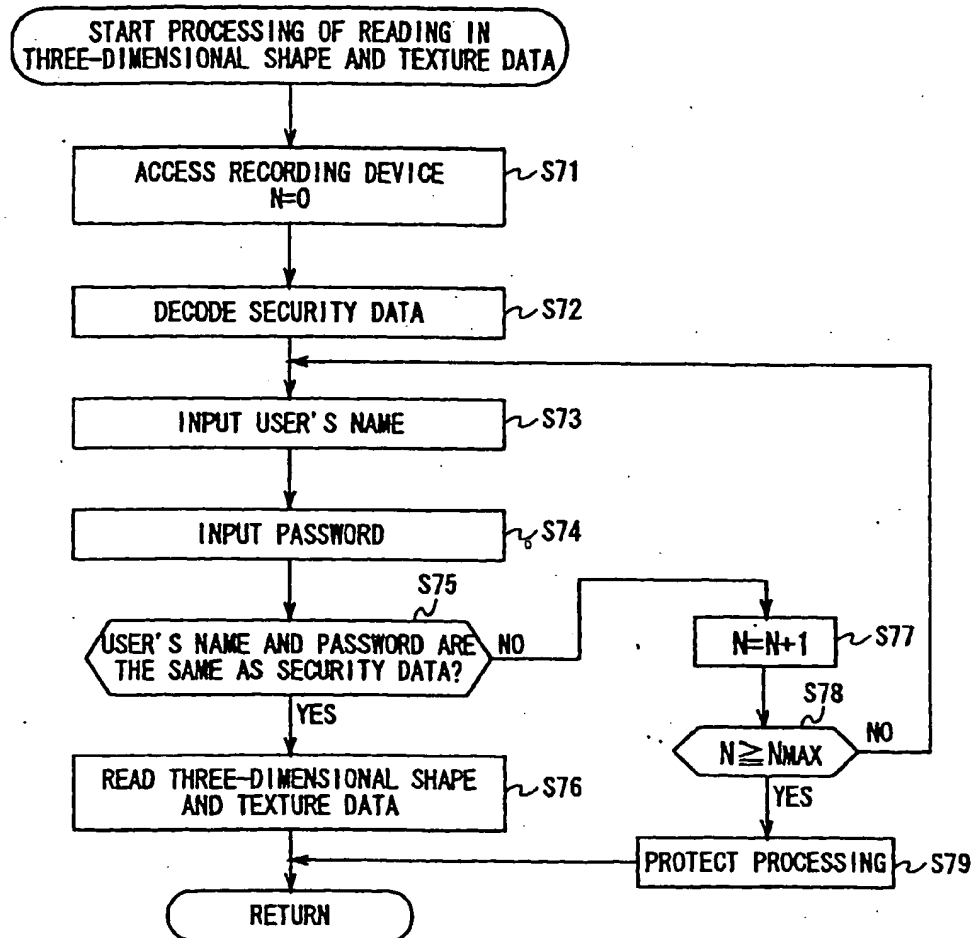 START PROCESSING OF READING IN
THREE-DIMENSIONAL SHAPE AND TEXTURE DATA
ACCESS RECORDING DEVICE
N=0
S71
DECODE SECURITY DATA
S72
INPUT USER'S NAME
S73
INPUT PASSWORD
S74
S75
USER'S NAME AND PASSWORD ARE
THE SAME AS SECURITY DATA?
NO
YES
N=N+1
S77
S78
N≧NMAX
NO
YES
READ THREE-DIMENSIONAL SHAPE
AND TEXTURE DATA
S76
PROTECT PROCESSING
S79
RETURN